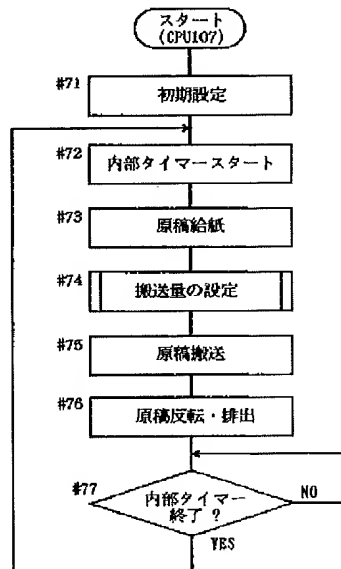 スタート
(CPU107)
#71
初期設定
#72
内部タイマースタート
#73
原稿給紙
#74
搬送量の設定
#75
原稿搬送
#76
原稿反転・排出
#77
内部タイマー
終了 ?
NO
YES